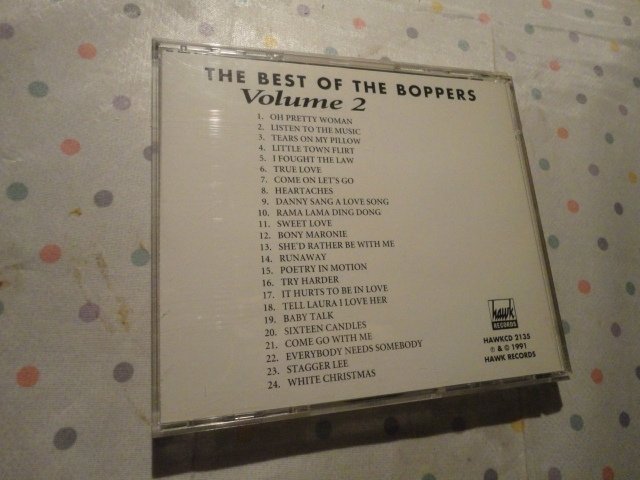 THE BEST OF THE BOPPERS
Volume 2
1. OH PRETTY WOMAN
2. LISTEN TO THE MUSIC
3. TEARS ON MY PILLOW
4. LITTLE TOWN FLIRT
5. I FOUGHT THE LAW
6. TRUE LOVE
7. COME ON LET'S GO
8. HEARTACHES
9. DANNY SANG A LOVE SONG
10. RAMA LAMA DING DONG
11. SWEET LOVE
12. BONY MARONIE
13. SHE'D RATHER BE WITH ME
14. RUNAWAY
15. POETRY IN MOTION
16. TRY HARDER
17. IT HURTS TO BE IN LOVE
18. TELL LAURA I LOVE HER
19. BABY TALK
20. SIXTEEN CANDLES
21. COME GO WITH ME
22. EVERYBODY NEEDS SOMEBODY
23. STAGGER LEE
24. WHITE CHRISTMAS
hawk
RECORDS
HAWKCD 2135
℗ & © 1991
HAWK RECORDS